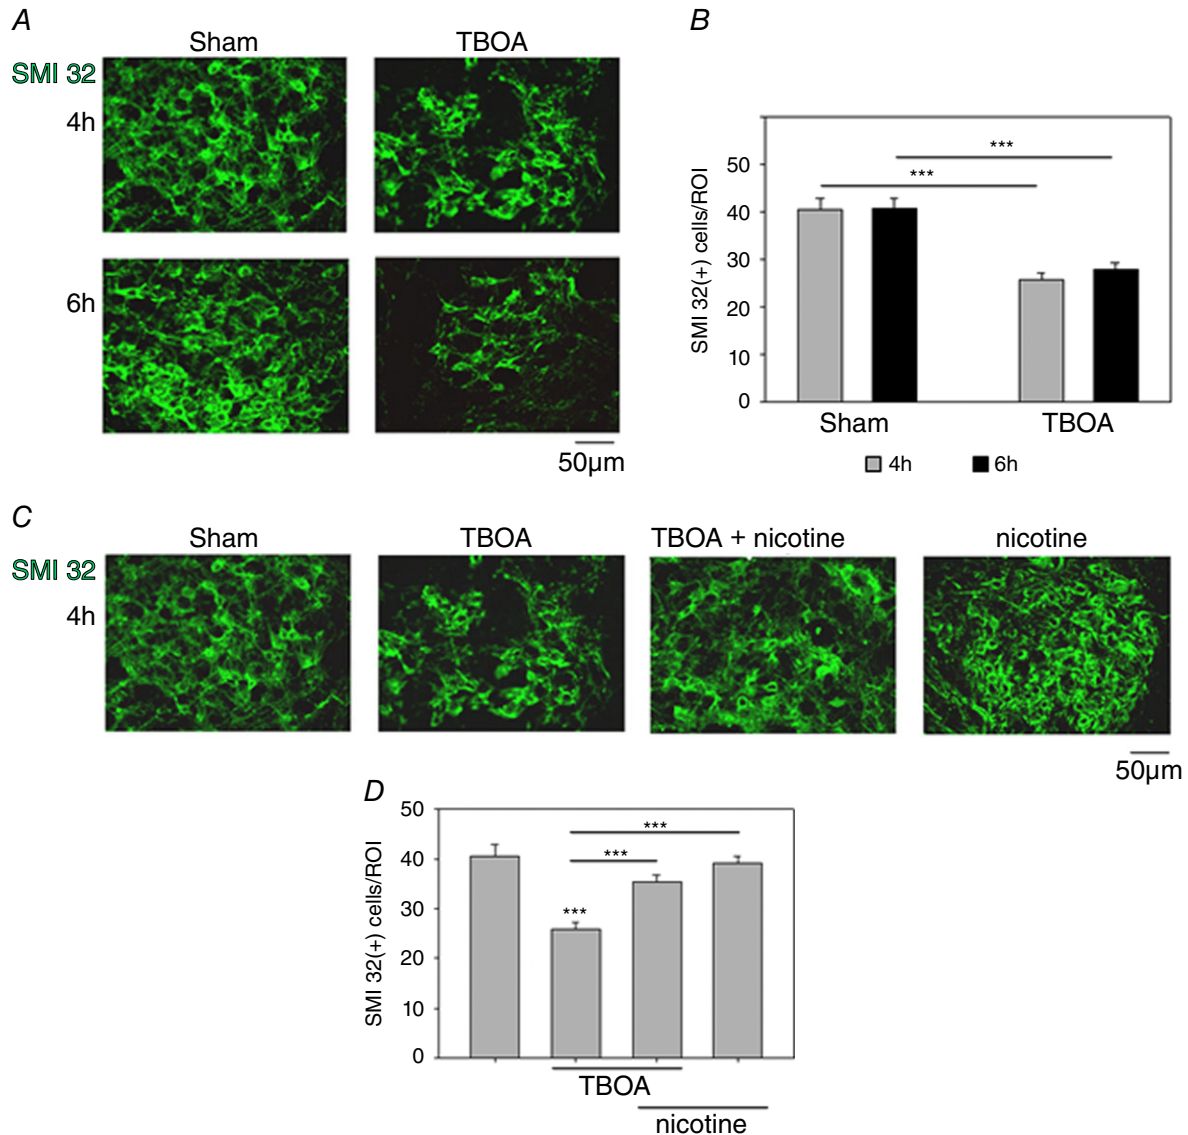 A
Sham
TBOA
SMI 32
4h
6h
50µm
B
SMI 32(+) cells/ROI
50
40
30
20
10
0
***
***
Sham
TBOA
4h
6h
C
Sham
TBOA
TBOA + nicotine
nicotine
SMI 32
4h
50µm
D
SMI 32(+) cells/ROI
50
40
30
20
10
0
***
***
***
TBOA
nicotine